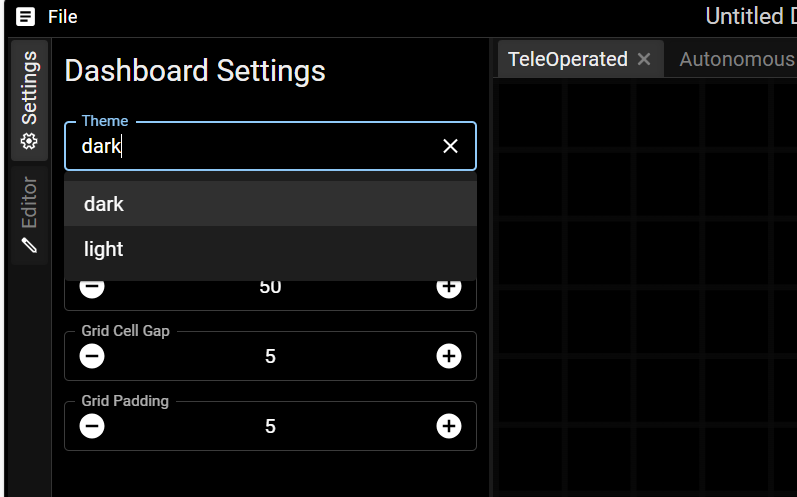 File
Untitled
Settings
Editor
Dashboard Settings
TeleOperated
Autonomous
Theme
dark
dark
light
50
Grid Cell Gap
5
Grid Padding
5